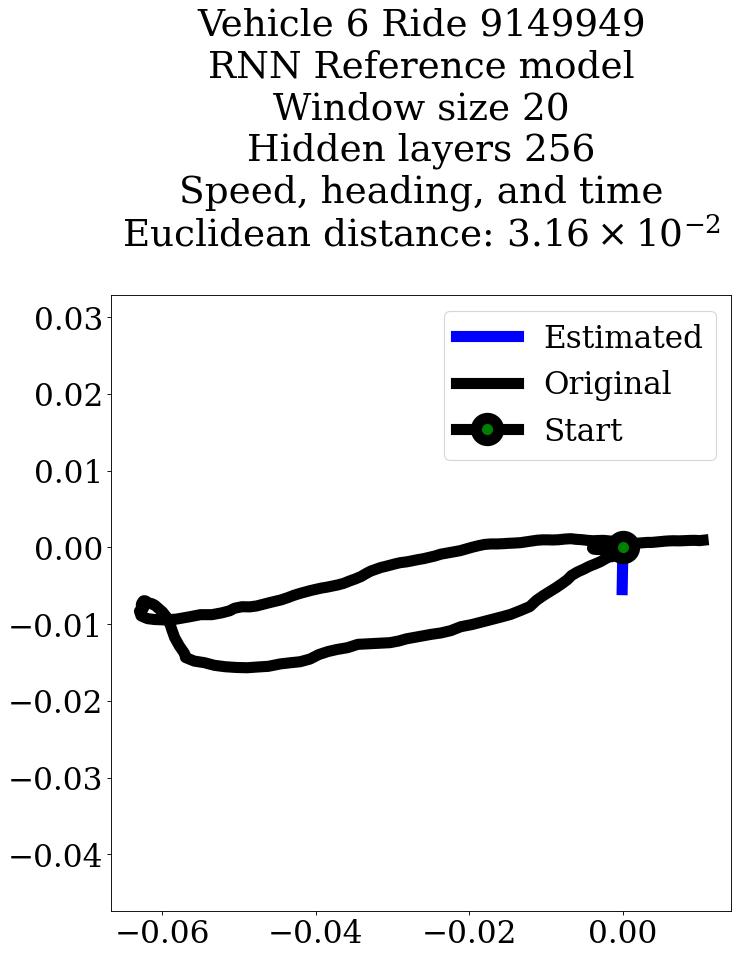 Vehicle 6 Ride 9149949
RNN Reference model
Window size 20
Hidden layers 256
Speed, heading, and time
Euclidean distance: 3.16 × 10⁻²
Estimated
Original
Start
0.03
0.02
0.01
0.00
−0.01
−0.02
−0.03
−0.04
−0.06
−0.04
−0.02
0.00